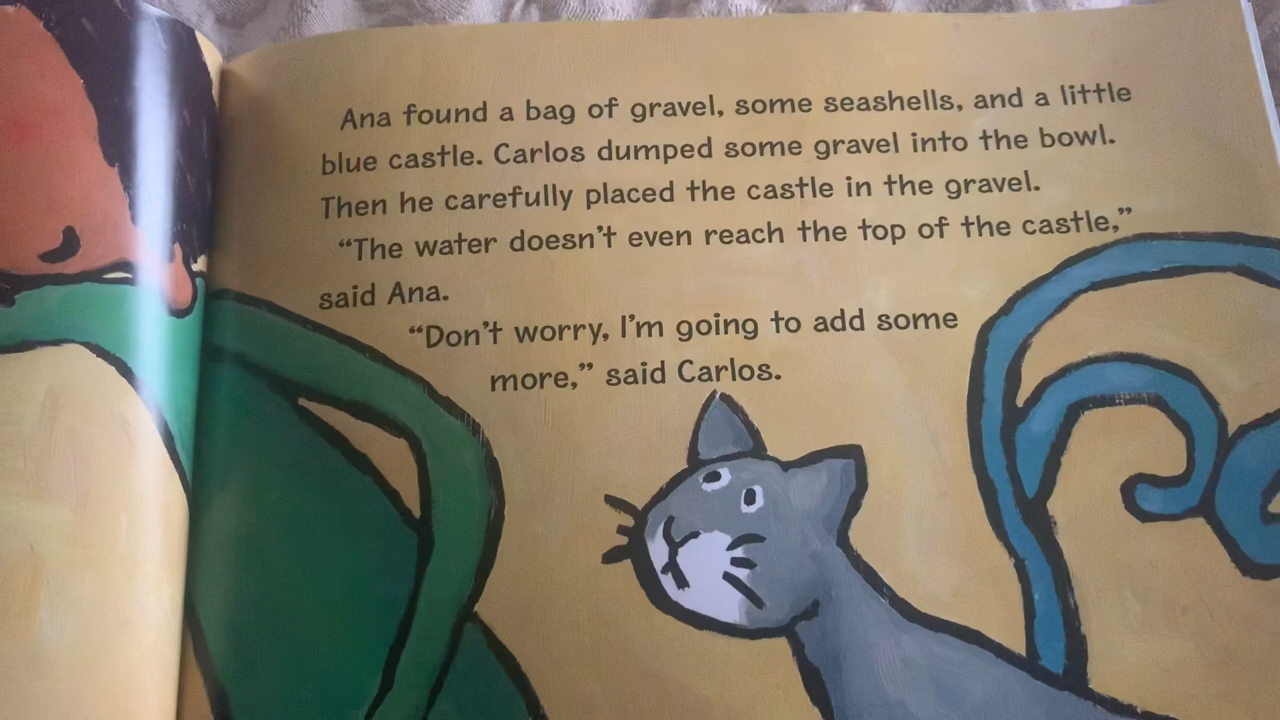 Ana found a bag of gravel, some seashells, and a little
blue castle. Carlos dumped some gravel into the bowl.
Then he carefully placed the castle in the gravel.
“The water doesn’t even reach the top of the castle,”
said Ana.
“Don’t worry, I’m going to add some
more,” said Carlos.